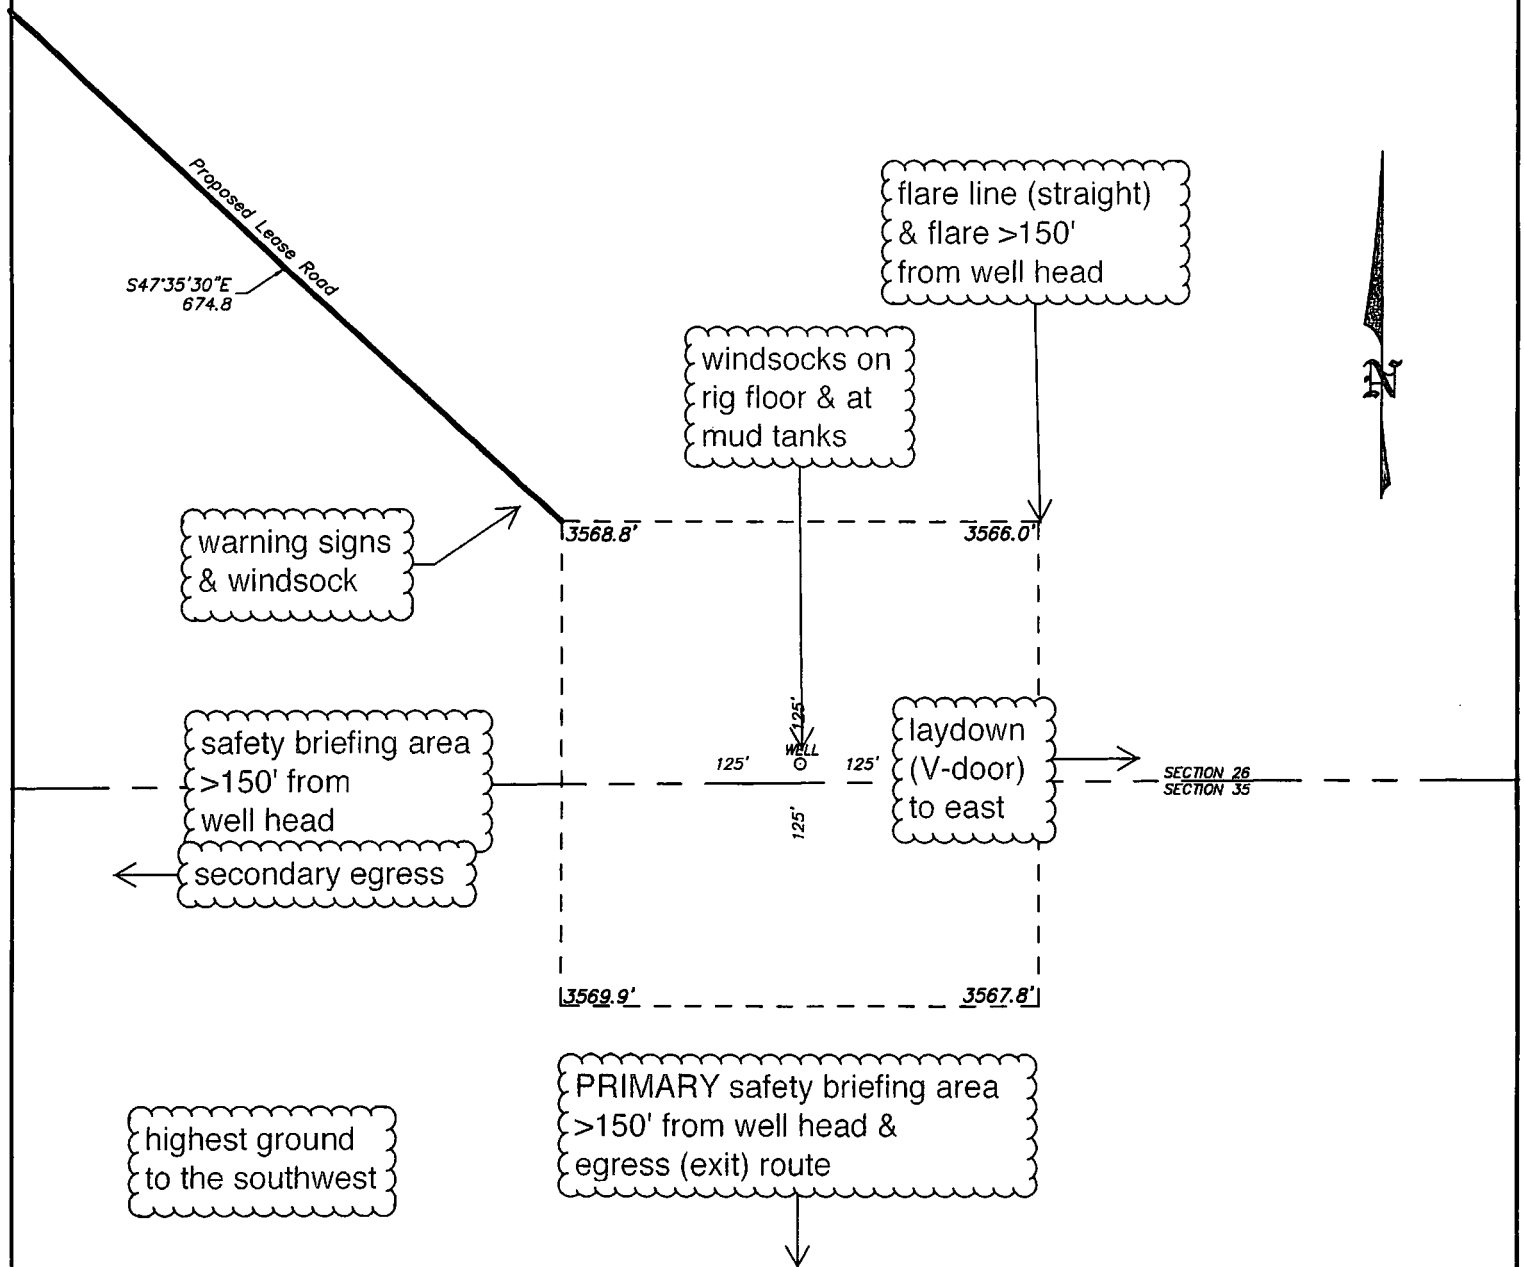 Proposed Lease Road
S47°35'30"E
674.8
flare line (straight)
& flare >150'
from well head
windsocks on
rig floor & at
mud tanks
N
warning signs
& windsock
3568.8'
3566.0'
safety briefing area
>150' from
well head
secondary egress
125'
WELL
125'
125'
125'
laydown
(V-door)
to east
SECTION 26
SECTION 35
3569.9'
3567.8'
PRIMARY safety briefing area
>150' from well head &
egress (exit) route
highest ground
to the southwest